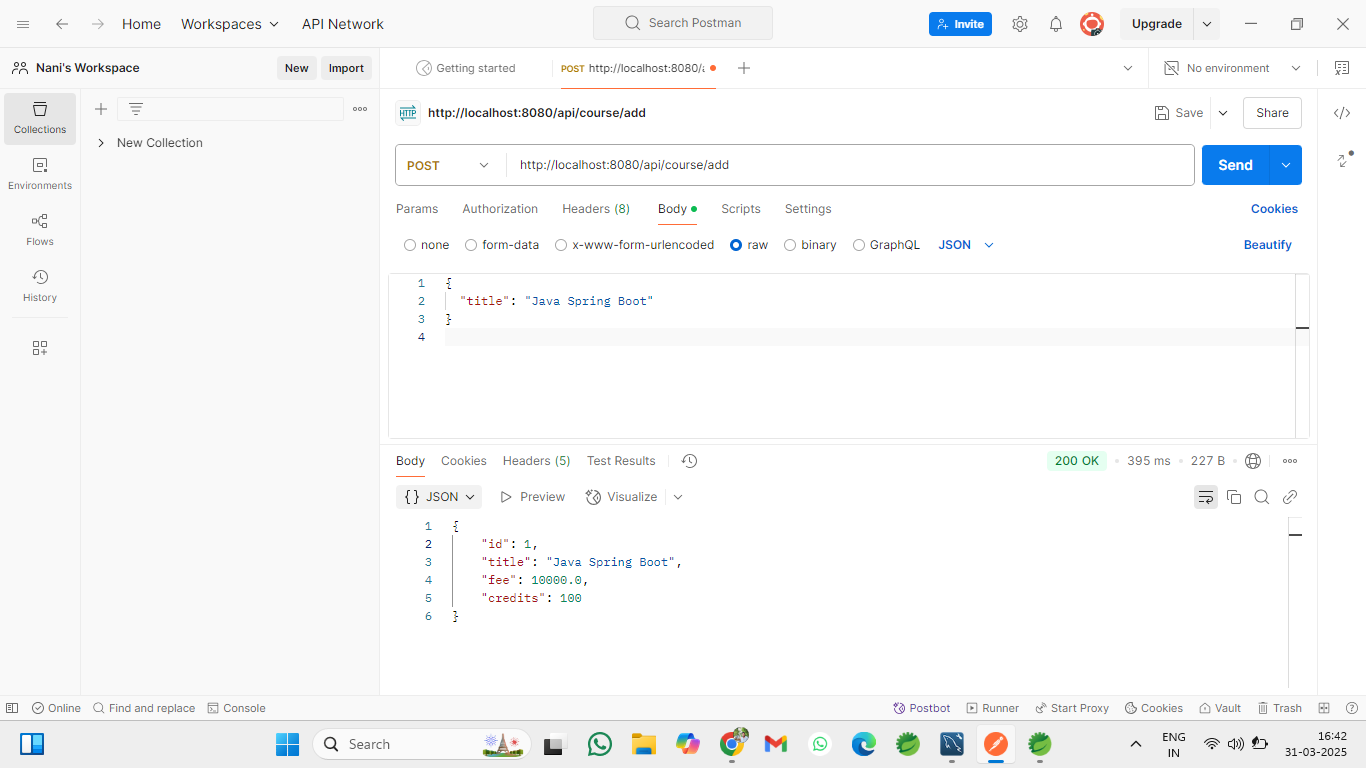 Home Workspaces API Network Search Postman Invite Upgrade
Nani's Workspace New Import Getting started POST http://localhost:8080/a No environment
HTTP http://localhost:8080/api/course/add Save Share
Collections
New Collection
POST http://localhost:8080/api/course/add Send
Environments
Params Authorization Headers (8) Body Scripts Settings Cookies
Flows
none form-data x-www-form-urlencoded raw binary GraphQL JSON Beautify
History
1 {
2 "title": "Java Spring Boot"
3 }
4
Body Cookies Headers (5) Test Results 200 OK • 395 ms • 227 B
{} JSON Preview Visualize
1 {
2 "id": 1,
3 "title": "Java Spring Boot",
4 "fee": 10000.0,
5 "credits": 100
6 }
Online Find and replace Console Postbot Runner Start Proxy Cookies Vault Trash
Search ENG 16:42
IN 31-03-2025